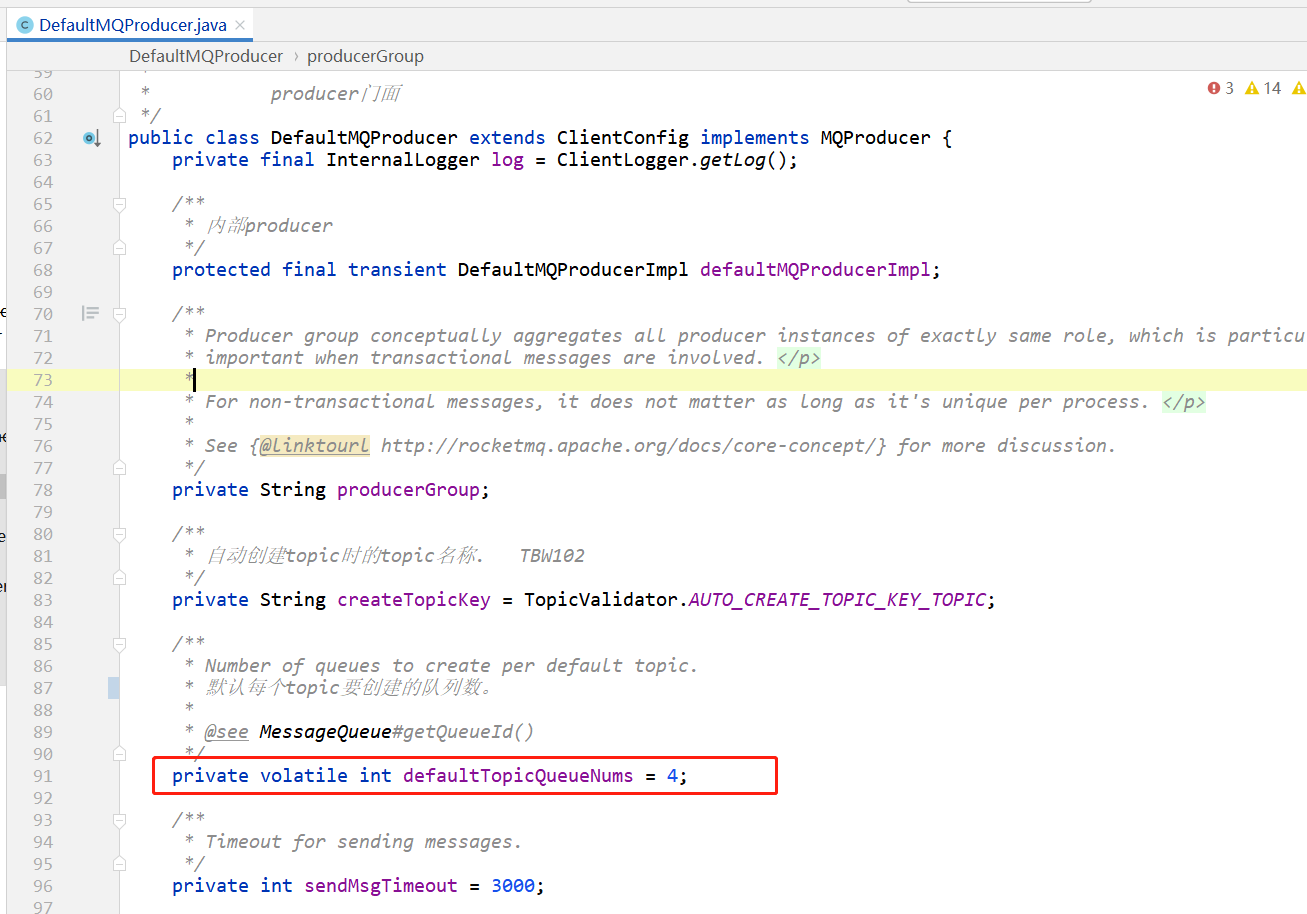 DefaultMQProducer.java
DefaultMQProducer › producerGroup
59 *
60 * producer门面
3 14
61 */
62 public class DefaultMQProducer extends ClientConfig implements MQProducer {
63 private final InternalLogger log = ClientLogger.getLog();
64
65 /**
66 * 内部producer
67 */
68 protected final transient DefaultMQProducerImpl defaultMQProducerImpl;
69
70 /**
71 * Producer group conceptually aggregates all producer instances of exactly same role, which is particu
72 * important when transactional messages are involved. </p>
73 *
74 * For non-transactional messages, it does not matter as long as it's unique per process. </p>
75 *
76 * See {@linktourl http://rocketmq.apache.org/docs/core-concept/} for more discussion.
77 */
78 private String producerGroup;
79
80 /**
81 * 自动创建topic时的topic名称. TBW102
82 */
83 private String createTopicKey = TopicValidator.AUTO_CREATE_TOPIC_KEY_TOPIC;
84
85 /**
86 * Number of queues to create per default topic.
87 * 默认每个topic要创建的队列数。
88 *
89 * @see MessageQueue#getQueueId()
90 */
91 private volatile int defaultTopicQueueNums = 4;
92
93 /**
94 * Timeout for sending messages.
95 */
96 private int sendMsgTimeout = 3000;
97